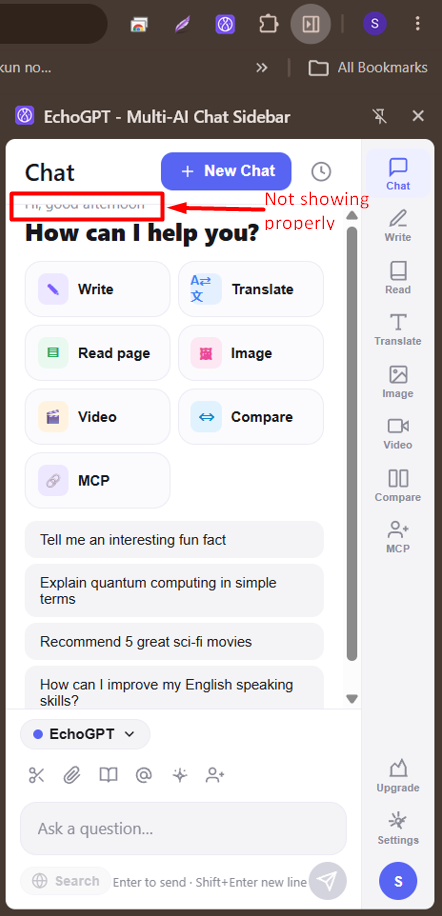 S
kun no...
»
All Bookmarks
EchoGPT - Multi-AI Chat Sidebar
Chat
+ New Chat
Hi, good afternoon
Not showing
properly
How can I help you?
Write
Translate
Read page
Image
Video
Compare
MCP
Tell me an interesting fun fact
Explain quantum computing in simple
terms
Recommend 5 great sci-fi movies
How can I improve my English speaking
skills?
EchoGPT
Ask a question...
Search
Enter to send · Shift+Enter new line
Chat
Write
Read
Translate
Image
Video
Compare
MCP
Upgrade
Settings
S